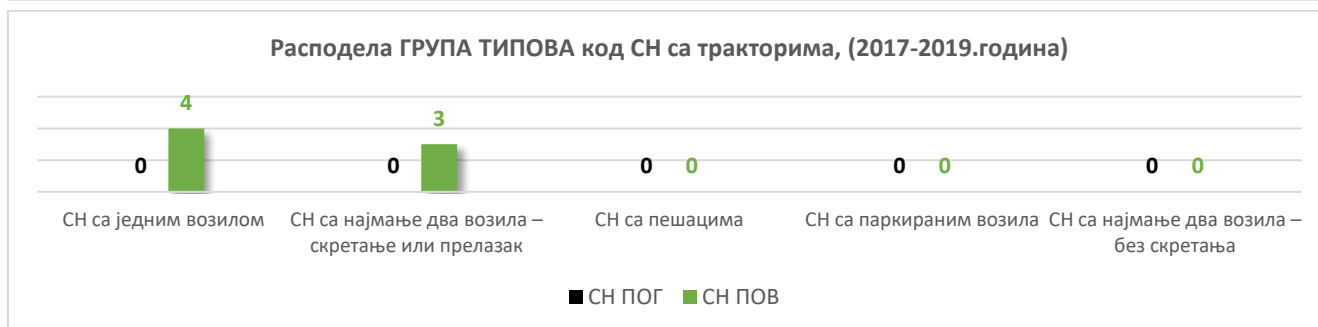 Расподела ГРУПА ТИПОВА код СН са тракторима, (2017-2019.година)
4
3
0 0 0 0 0 0 0 0
СН са једним возилом
СН са најмање два возила –
скретање или прелазак
СН са пешацима
СН са паркираним возила
СН са најмање два возила –
без скретања
СН ПОГ СН ПОВ